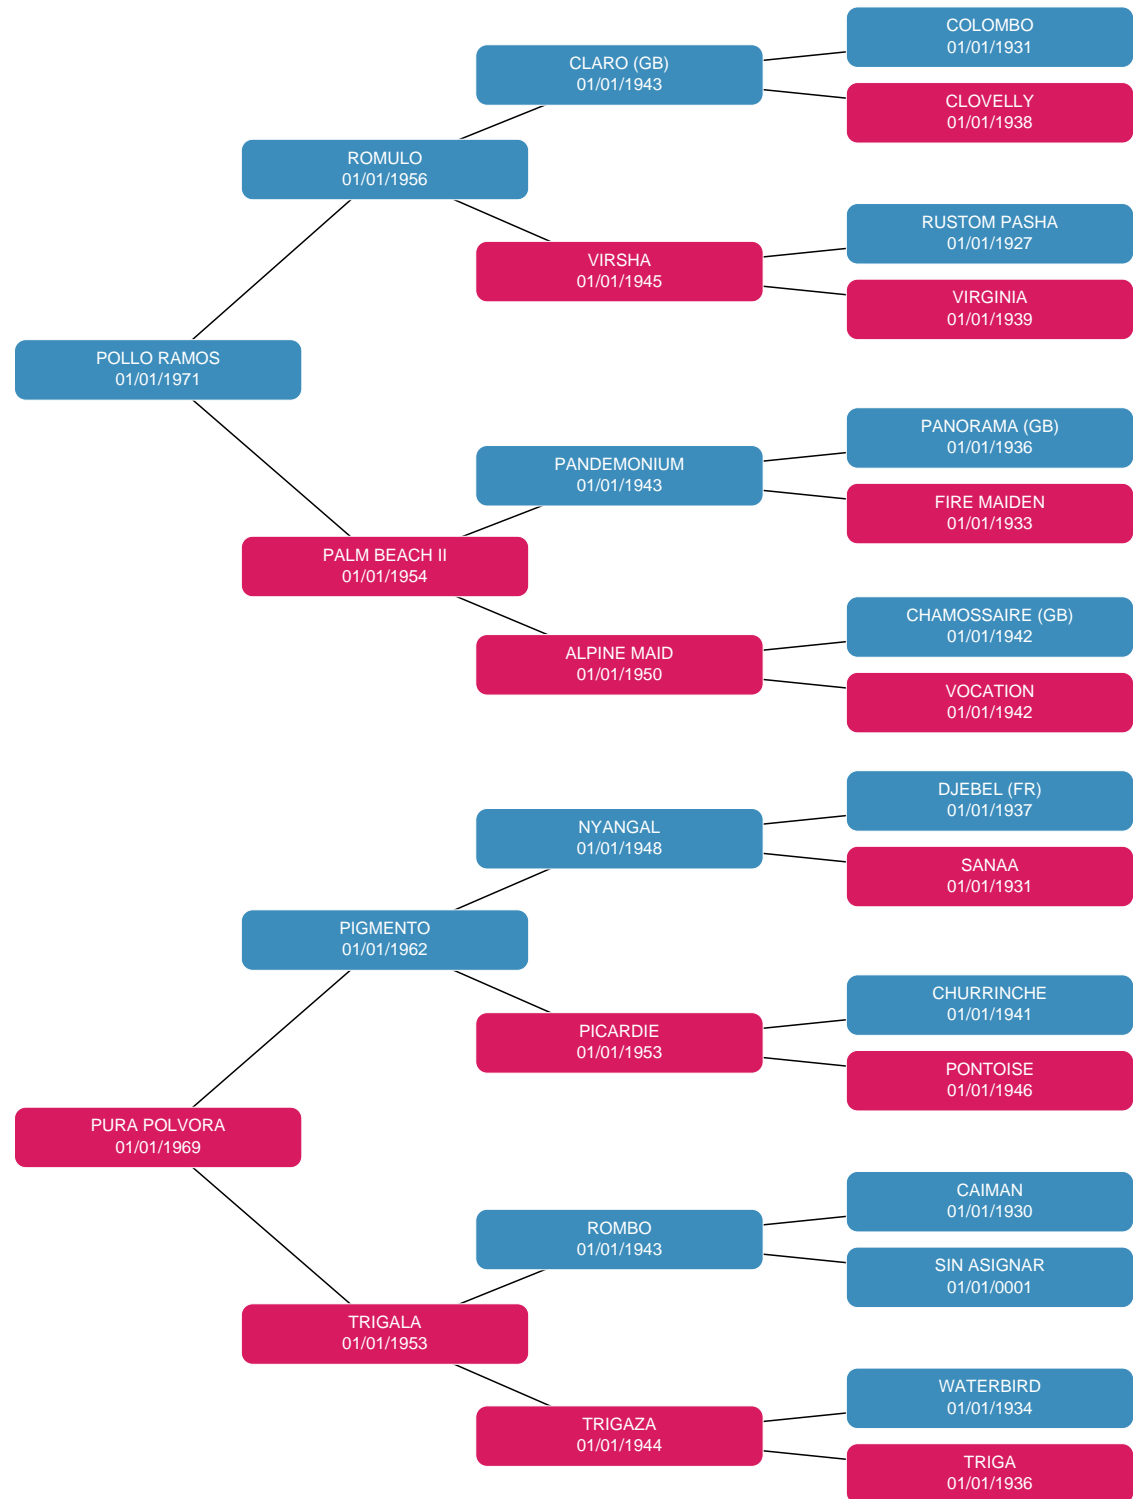 COLOMBO
01/01/1931
CLARO (GB)
01/01/1943
CLOVELLY
01/01/1938
ROMULO
01/01/1956
RUSTOM PASHA
01/01/1927
VIRSHA
01/01/1945
VIRGINIA
01/01/1939
POLLO RAMOS
01/01/1971
PANORAMA (GB)
01/01/1936
PANDEMONIUM
01/01/1943
FIRE MAIDEN
01/01/1933
PALM BEACH II
01/01/1954
CHAMOSSAIRE (GB)
01/01/1942
ALPINE MAID
01/01/1950
VOCATION
01/01/1942
DJEBEL (FR)
01/01/1937
NYANGAL
01/01/1948
SANAA
01/01/1931
PIGMENTO
01/01/1962
CHURRINCHE
01/01/1941
PICARDIE
01/01/1953
PONTOISE
01/01/1946
PURA POLVORA
01/01/1969
CAIMAN
01/01/1930
ROMBO
01/01/1943
SIN ASIGNAR
01/01/0001
TRIGALA
01/01/1953
WATERBIRD
01/01/1934
TRIGAZA
01/01/1944
TRIGA
01/01/1936